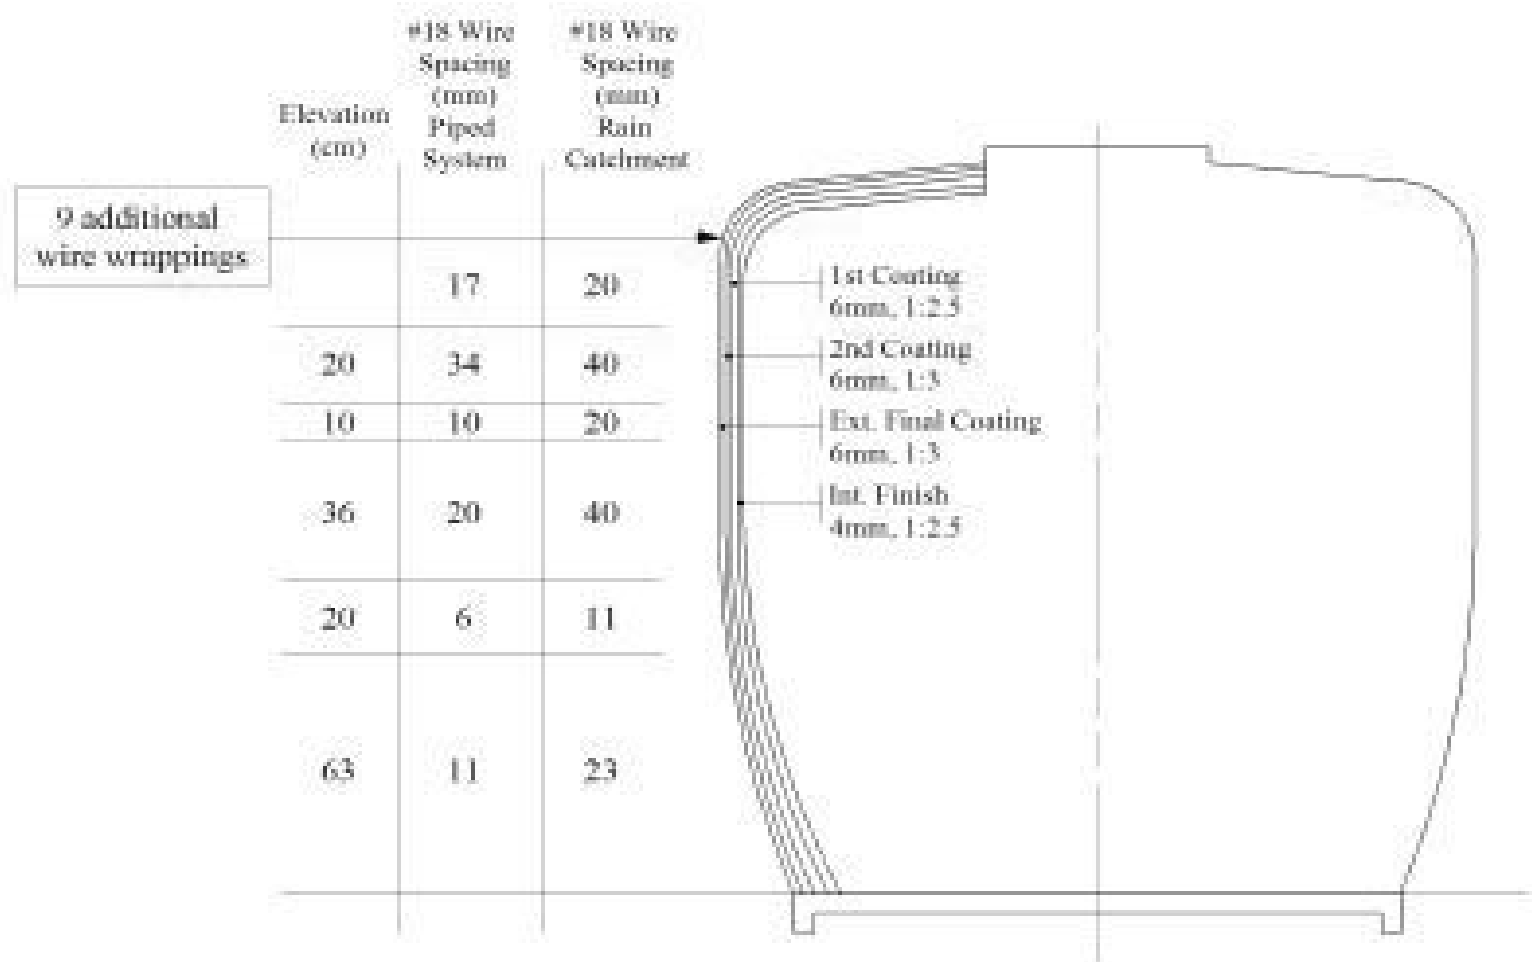 #18 Wire
Spacing
(mm)
Piped
System
#18 Wire
Spacing
(mm)
Rain
Catchment
Elevation
(cm)
9 additional
wire wrappings
17 20
20 34 40
10 10 20
36 20 40
20 6 11
63 11 23
1st Coating
6mm, 1:2.5
2nd Coating
6mm, 1:3
Ext. Final Coating
6mm, 1:3
Int. Finish
4mm, 1:2.5